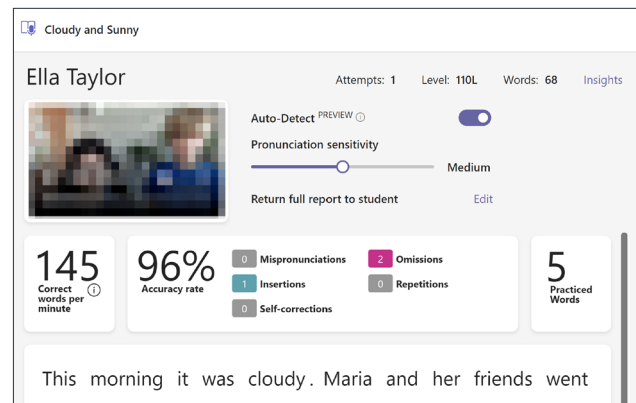 Cloudy and Sunny
Ella Taylor
Attempts: 1 Level: 110L Words: 68 Insights
Auto-Detect PREVIEW
Pronunciation sensitivity
Medium
Return full report to student Edit
145
Correct
words per
minute
96%
Accuracy rate
0 Mispronunciations
2 Omissions
1 Insertions
0 Repetitions
0 Self-corrections
5
Practiced
Words
This morning it was cloudy. Maria and her friends went